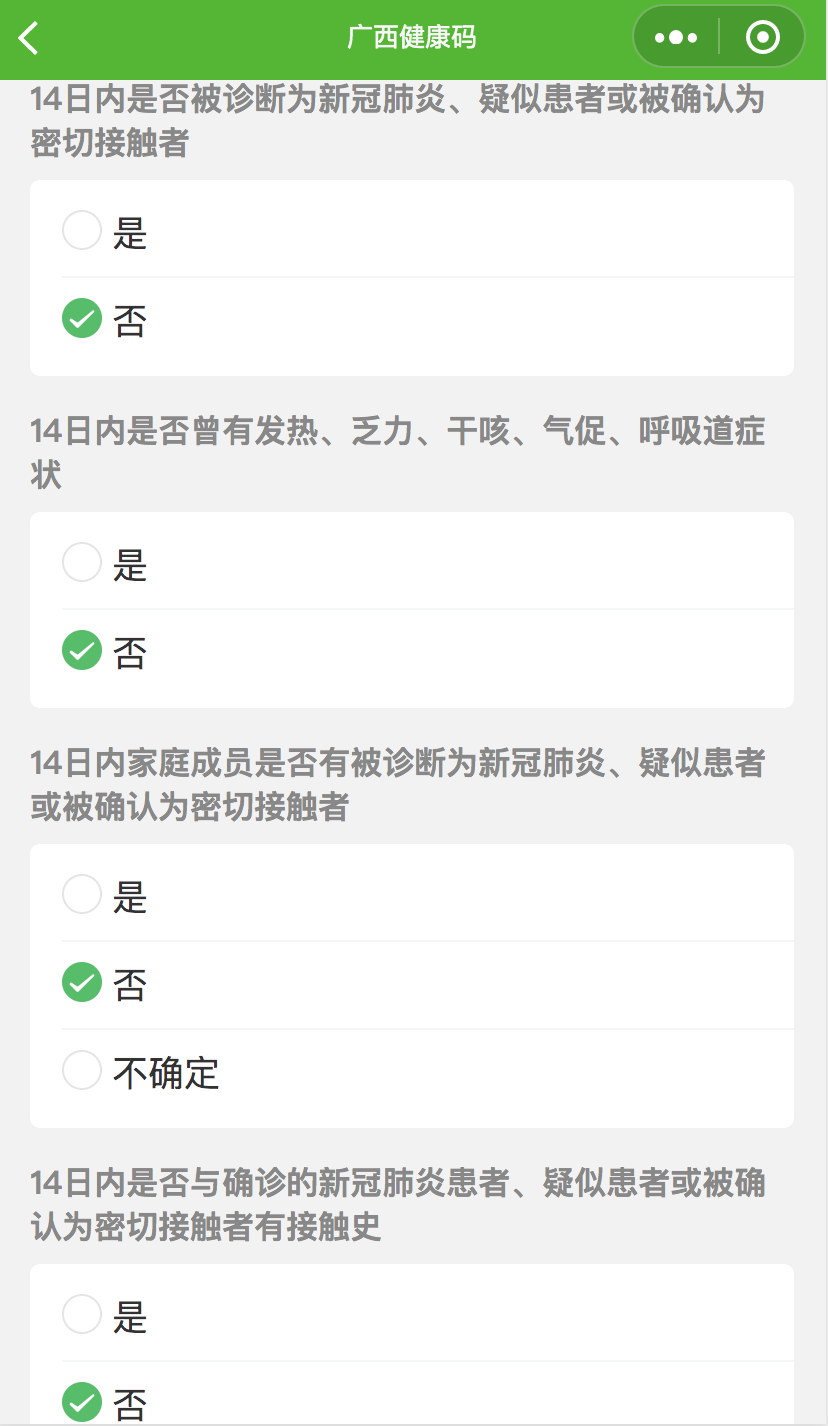 广西健康码
14日内是否被诊断为新冠肺炎、疑似患者或被确认为
密切接触者
是
否
14日内是否曾有发热、乏力、干咳、气促、呼吸道症
状
是
否
14日内家庭成员是否有被诊断为新冠肺炎、疑似患者
或被确认为密切接触者
是
否
不确定
14日内是否与确诊的新冠肺炎患者、疑似患者或被确
认为密切接触者有接触史
是
否